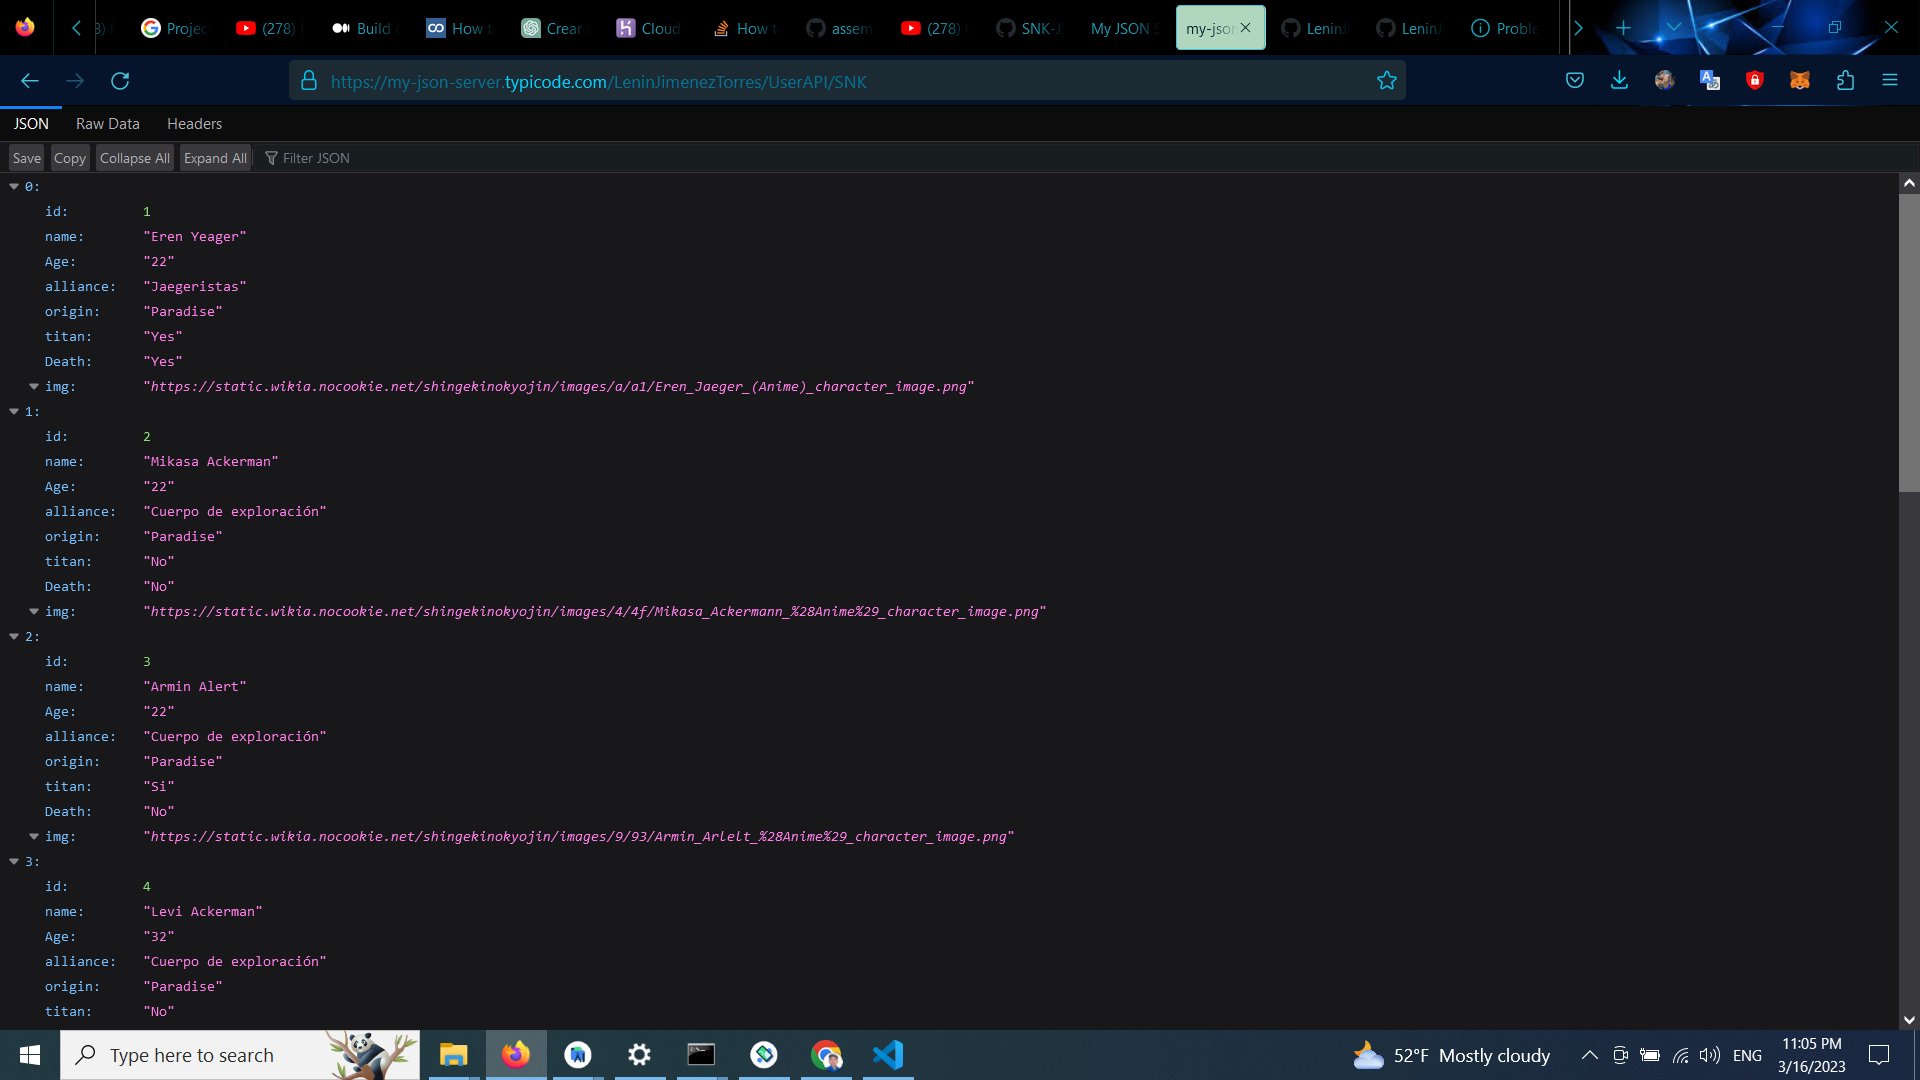 Projec
(278)
Build
How t
Crear
Cloud
How t
assem
(278)
SNK-J
My JSON S
my-jso
Lenin
Lenin
Proble
https://my-json-server.typicode.com/LeninJimenezTorres/UserAPI/SNK
JSON Raw Data Headers
Save Copy Collapse All Expand All Filter JSON
0:
id: 1
name: "Eren Yeager"
Age: "22"
alliance: "Jaegeristas"
origin: "Paradise"
titan: "Yes"
Death: "Yes"
img: "https://static.wikia.nocookie.net/shingekinokyojin/images/a/a1/Eren_Jaeger_(Anime)_character_image.png"
1:
id: 2
name: "Mikasa Ackerman"
Age: "22"
alliance: "Cuerpo de exploración"
origin: "Paradise"
titan: "No"
Death: "No"
img: "https://static.wikia.nocookie.net/shingekinokyojin/images/4/4f/Mikasa_Ackermann_%28Anime%29_character_image.png"
2:
id: 3
name: "Armin Alert"
Age: "22"
alliance: "Cuerpo de exploración"
origin: "Paradise"
titan: "Si"
Death: "No"
img: "https://static.wikia.nocookie.net/shingekinokyojin/images/9/93/Armin_Arlelt_%28Anime%29_character_image.png"
3:
id: 4
name: "Levi Ackerman"
Age: "32"
alliance: "Cuerpo de exploración"
origin: "Paradise"
titan: "No"
Type here to search
52°F Mostly cloudy
ENG
11:05 PM
3/16/2023